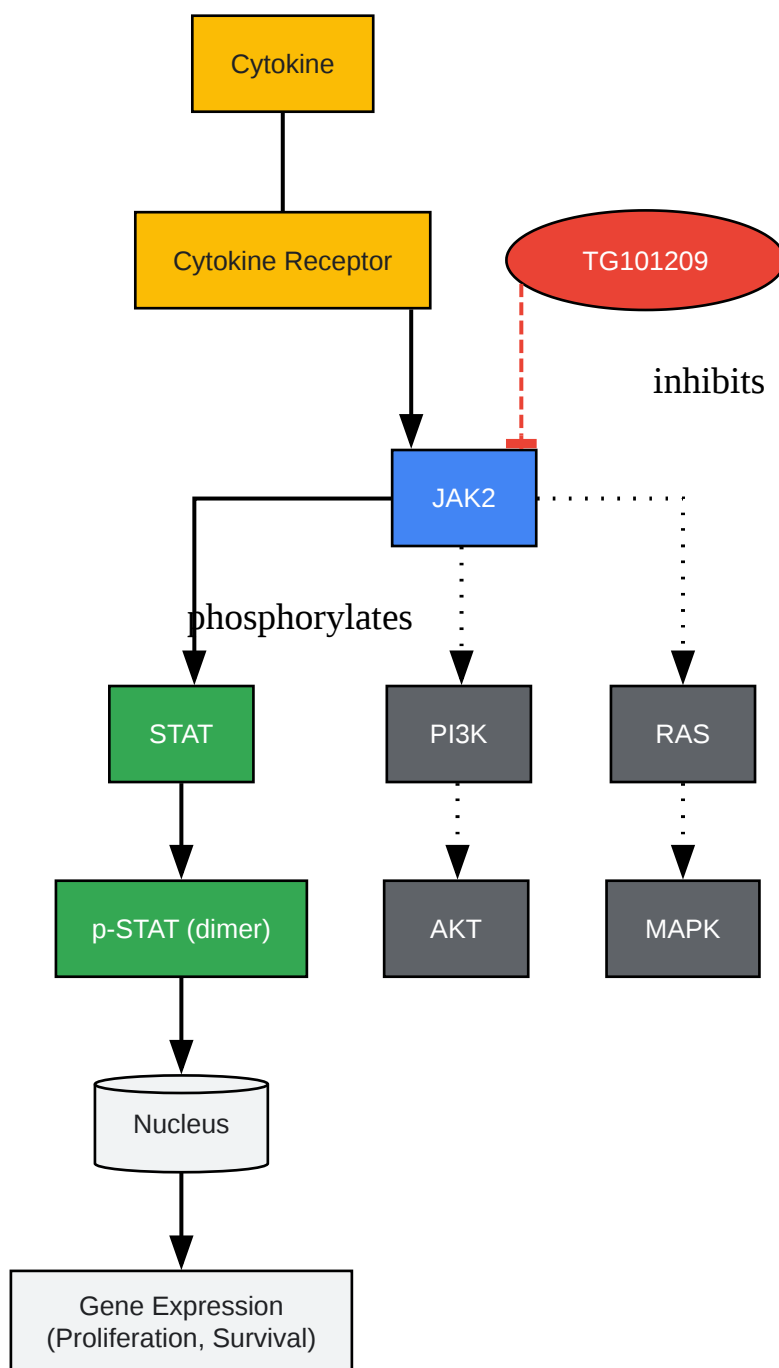 Cytokine
Cytokine Receptor
TG101209
inhibits
JAK2
phosphorylates
STAT
PI3K
RAS
p-STAT (dimer)
AKT
MAPK
Nucleus
Gene Expression
(Proliferation, Survival)